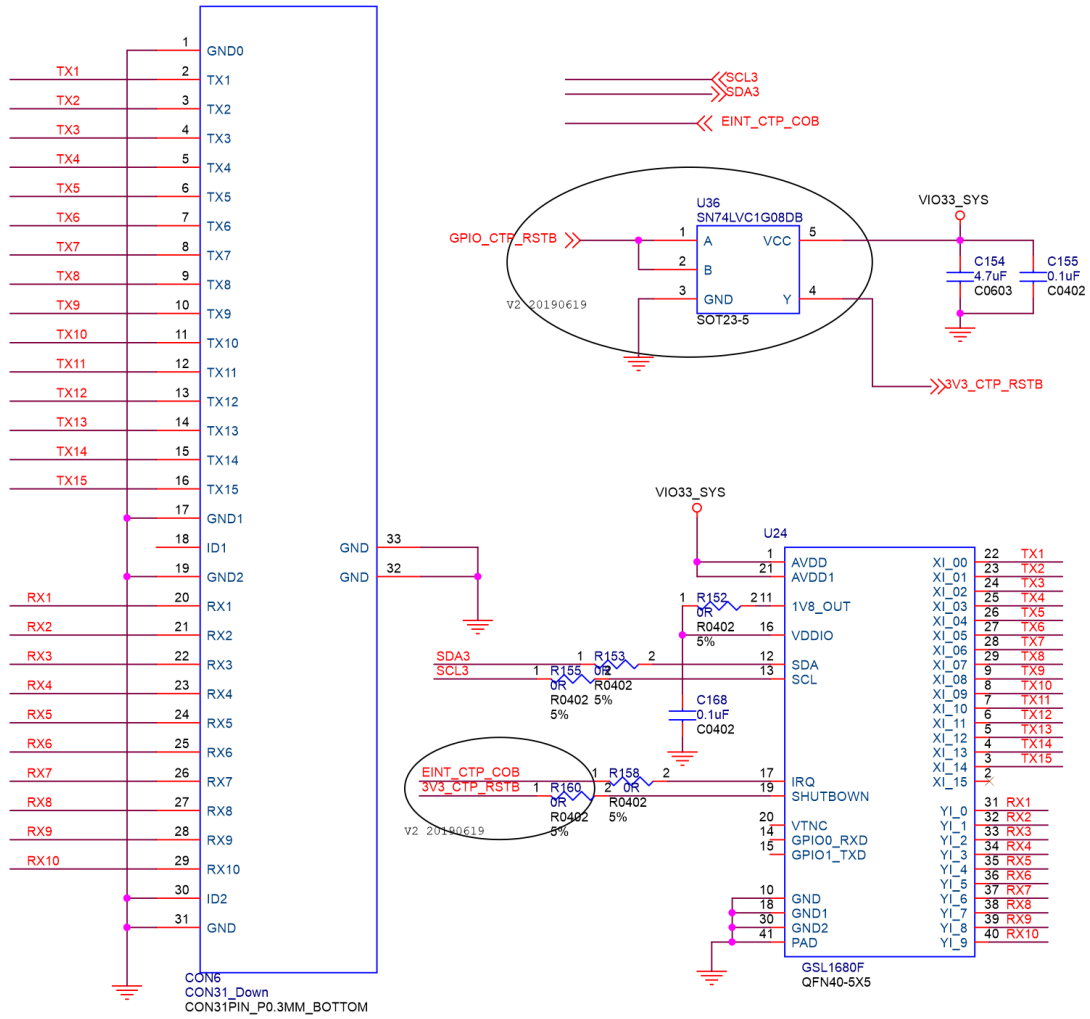 1 GND0
TX1 2 TX1
TX2 3 TX2
TX3 4 TX3
TX4 5 TX4
TX5 6 TX5
TX6 7 TX6
TX7 8 TX7
TX8 9 TX8
TX9 10 TX9
TX10 11 TX10
TX11 12 TX11
TX12 13 TX12
TX13 14 TX13
TX14 15 TX14
TX15 16 TX15
17 GND1
18 ID1
19 GND2
RX1 20 RX1
RX2 21 RX2
RX3 22 RX3
RX4 23 RX4
RX5 24 RX5
RX6 25 RX6
RX7 26 RX7
RX8 27 RX8
RX9 28 RX9
RX10 29 RX10
30 ID2
31 GND
GND 33
GND 32
CON6
CON31_Down
CON31PIN_P0.3MM_BOTTOM
SCL3
SDA3
EINT_CTP_COB
U36
SN74LVC1G08DB
GPIO_CTP_RSTB 1 A VCC 5
2 B
3 GND Y 4
SOT23-5
V2 20190619
VIO33_SYS
C154
4.7uF
C0603
C155
0.1uF
C0402
3V3_CTP_RSTB
VIO33_SYS
U24
1 AVDD
21 AVDD1
1 R152 2 11 1V8_OUT
0R
R0402
5%
16 VDDIO
SDA3 1 R153 2 12 SDA
0R
R0402
5%
SCL3 1 R155 2 13 SCL
0R
R0402
5%
C168
0.1uF
C0402
EINT_CTP_COB 1 R158 2 17 IRQ
0R
R0402
5%
3V3_CTP_RSTB 1 R160 2 19 SHUTBOWN
0R
R0402
5%
V2 20190619
20 VTNC
14 GPIO0_RXD
15 GPIO1_TXD
10 GND
18 GND1
30 GND2
41 PAD
XI_00 22 TX1
XI_01 23 TX2
XI_02 24 TX3
XI_03 25 TX4
XI_04 26 TX5
XI_05 27 TX6
XI_06 28 TX7
XI_07 29 TX8
XI_08 9 TX9
XI_09 8 TX10
XI_10 7 TX11
XI_11 6 TX12
XI_12 5 TX13
XI_13 4 TX14
XI_14 3 TX15
XI_15 2
YI_0 31 RX1
YI_1 32 RX2
YI_2 33 RX3
YI_3 34 RX4
YI_4 35 RX5
YI_5 36 RX6
YI_6 37 RX7
YI_7 38 RX8
YI_8 39 RX9
YI_9 40 RX10
GSL1680F
QFN40-5X5